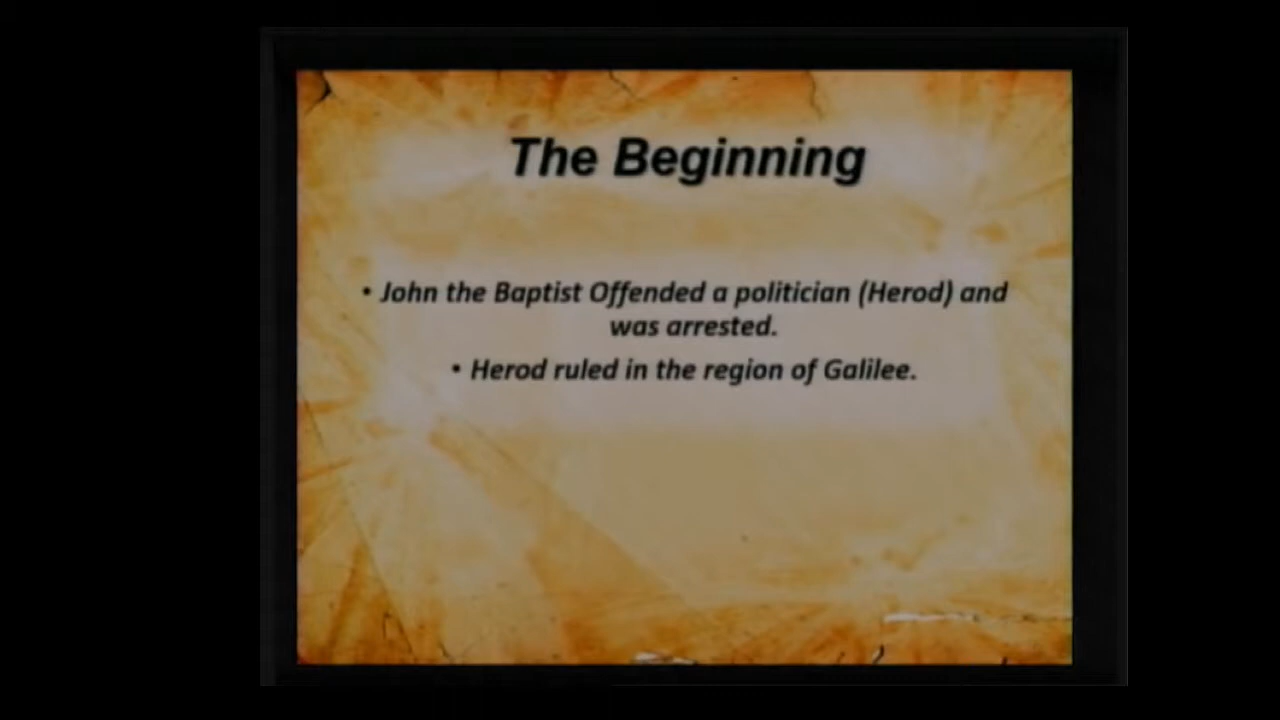 The Beginning
• John the Baptist Offended a politician (Herod) and
was arrested.
• Herod ruled in the region of Galilee.